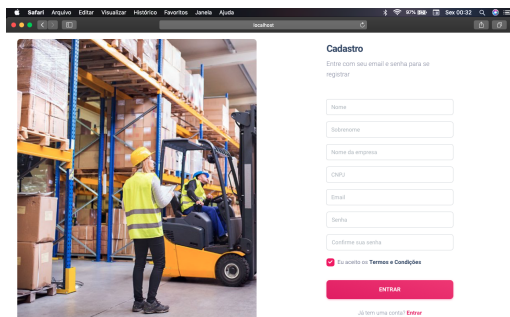 Safari Arquivo Editar Visualizar Histórico Favoritos Janela Ajuda 97% Sex 00:32
localhost
Cadastro
Entre com seu email e senha para se
registrar
Nome
Sobrenome
Nome da empresa
CNPJ
Email
Senha
Confirme sua senha
Eu aceito os Termos e Condições
ENTRAR
Já tem uma conta? Entrar